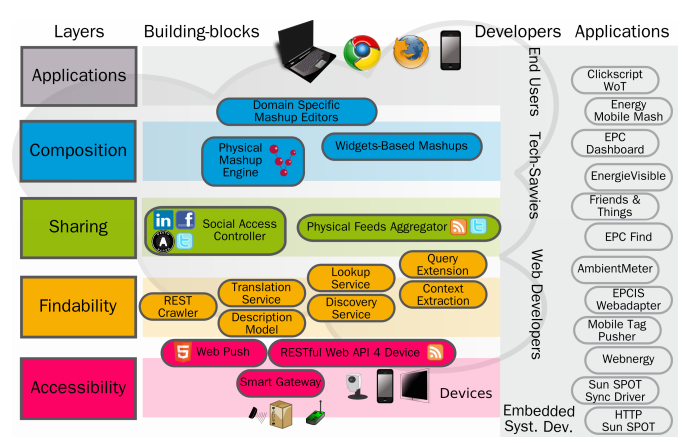 Layers
Building-blocks
Developers
Applications
Applications
Composition
Sharing
Findability
Accessibility
Domain Specific
Mashup Editors
Physical
Mashup
Engine
Widgets-Based Mashups
in
f
A
t
t
Social Access
Controller
Physical Feeds Aggregator
Query
Extension
Lookup
Service
Translation
Service
Context
Extraction
REST
Crawler
Discovery
Service
Description
Model
5
Web Push
RESTful Web API 4 Device
Smart Gateway
Devices
End Users
Tech-Savvies
Web Developers
Embedded
Syst. Dev.
Clickscript
WoT
Energy
Mobile Mash
EPC
Dashboard
EnergieVisible
Friends &
Things
EPC Find
AmbientMeter
EPCIS
Webadapter
Mobile Tag
Pusher
Webnergy
Sun SPOT
Sync Driver
HTTP
Sun SPOT